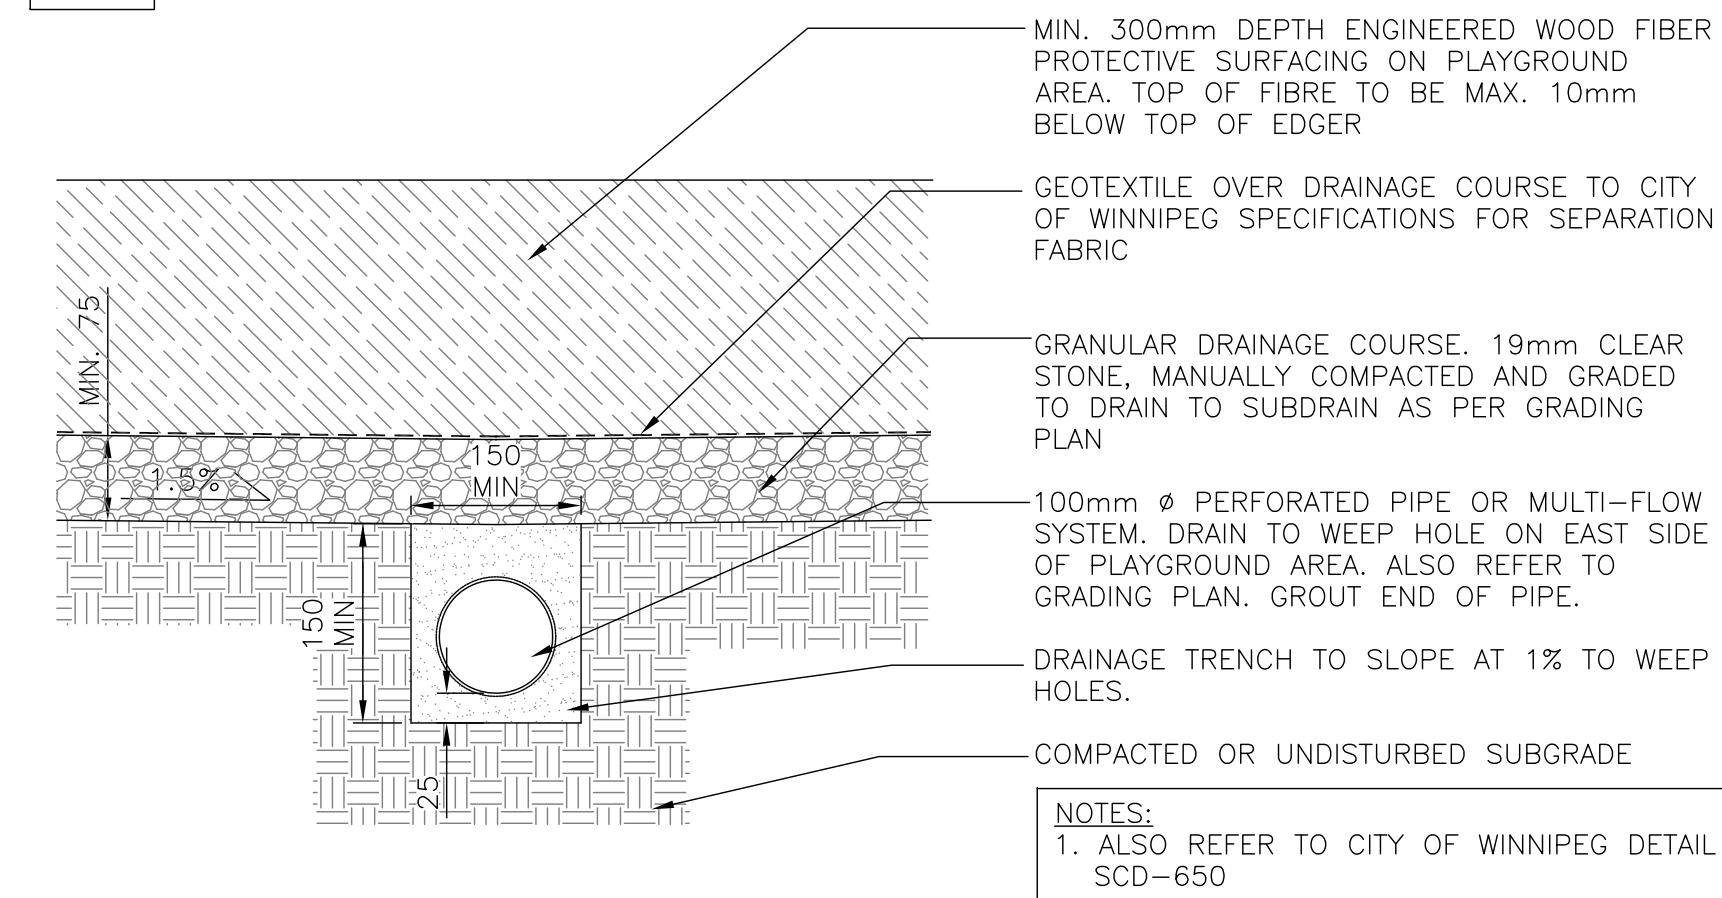 MIN. 300mm DEPTH ENGINEERED WOOD FIBER
PROTECTIVE SURFACING ON PLAYGROUND
AREA. TOP OF FIBRE TO BE MAX. 10mm
BELOW TOP OF EDGER
GEOTEXTILE OVER DRAINAGE COURSE TO CITY
OF WINNIPEG SPECIFICATIONS FOR SEPARATION
FABRIC
MIN. 75
GRANULAR DRAINAGE COURSE. 19mm CLEAR
STONE, MANUALLY COMPACTED AND GRADED
TO DRAIN TO SUBDRAIN AS PER GRADING
PLAN
1.5%
150
MIN
100mm ø PERFORATED PIPE OR MULTI-FLOW
SYSTEM. DRAIN TO WEEP HOLE ON EAST SIDE
OF PLAYGROUND AREA. ALSO REFER TO
GRADING PLAN. GROUT END OF PIPE.
150
MIN
DRAINAGE TRENCH TO SLOPE AT 1% TO WEEP
HOLES.
25
COMPACTED OR UNDISTURBED SUBGRADE
NOTES:
1. ALSO REFER TO CITY OF WINNIPEG DETAIL
SCD-650